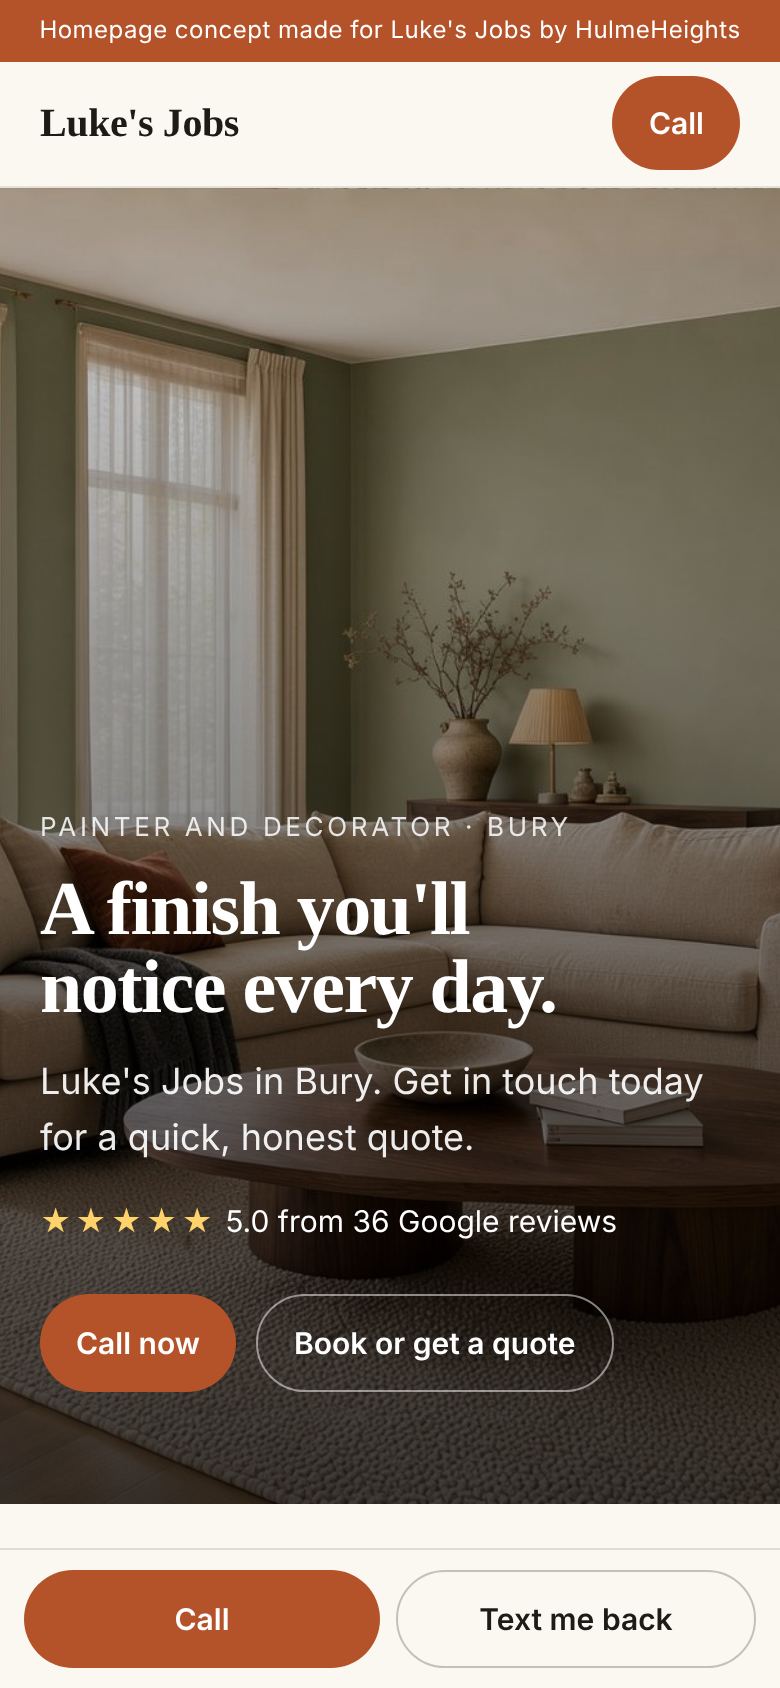 Homepage concept made for Luke's Jobs by HulmeHeights
Luke's Jobs
Call
PAINTER AND DECORATOR · BURY
A finish you'll
notice every day.
Luke's Jobs in Bury. Get in touch today
for a quick, honest quote.
★★★★★ 5.0 from 36 Google reviews
Call now
Book or get a quote
Call
Text me back